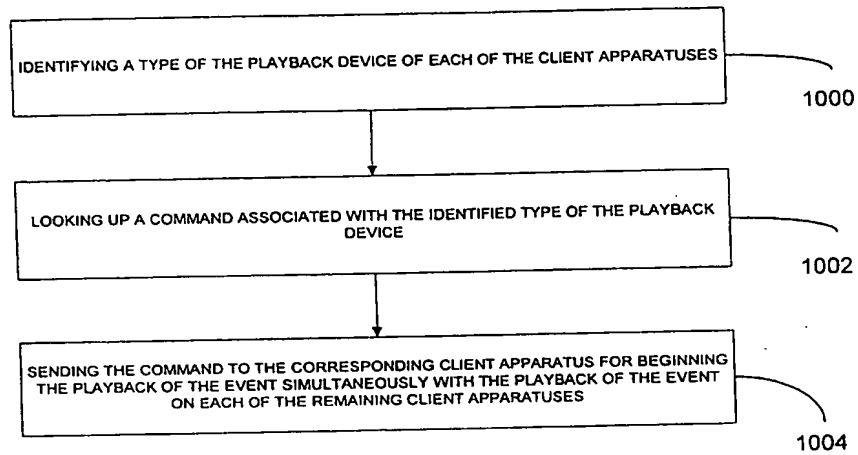 IDENTIFYING A TYPE OF THE PLAYBACK DEVICE OF EACH OF THE CLIENT APPARATUSES
1000
LOOKING UP A COMMAND ASSOCIATED WITH THE IDENTIFIED TYPE OF THE PLAYBACK
DEVICE
1002
SENDING THE COMMAND TO THE CORRESPONDING CLIENT APPARATUS FOR BEGINNING
THE PLAYBACK OF THE EVENT SIMULTANEOUSLY WITH THE PLAYBACK OF THE EVENT
ON EACH OF THE REMAINING CLIENT APPARATUSES
1004